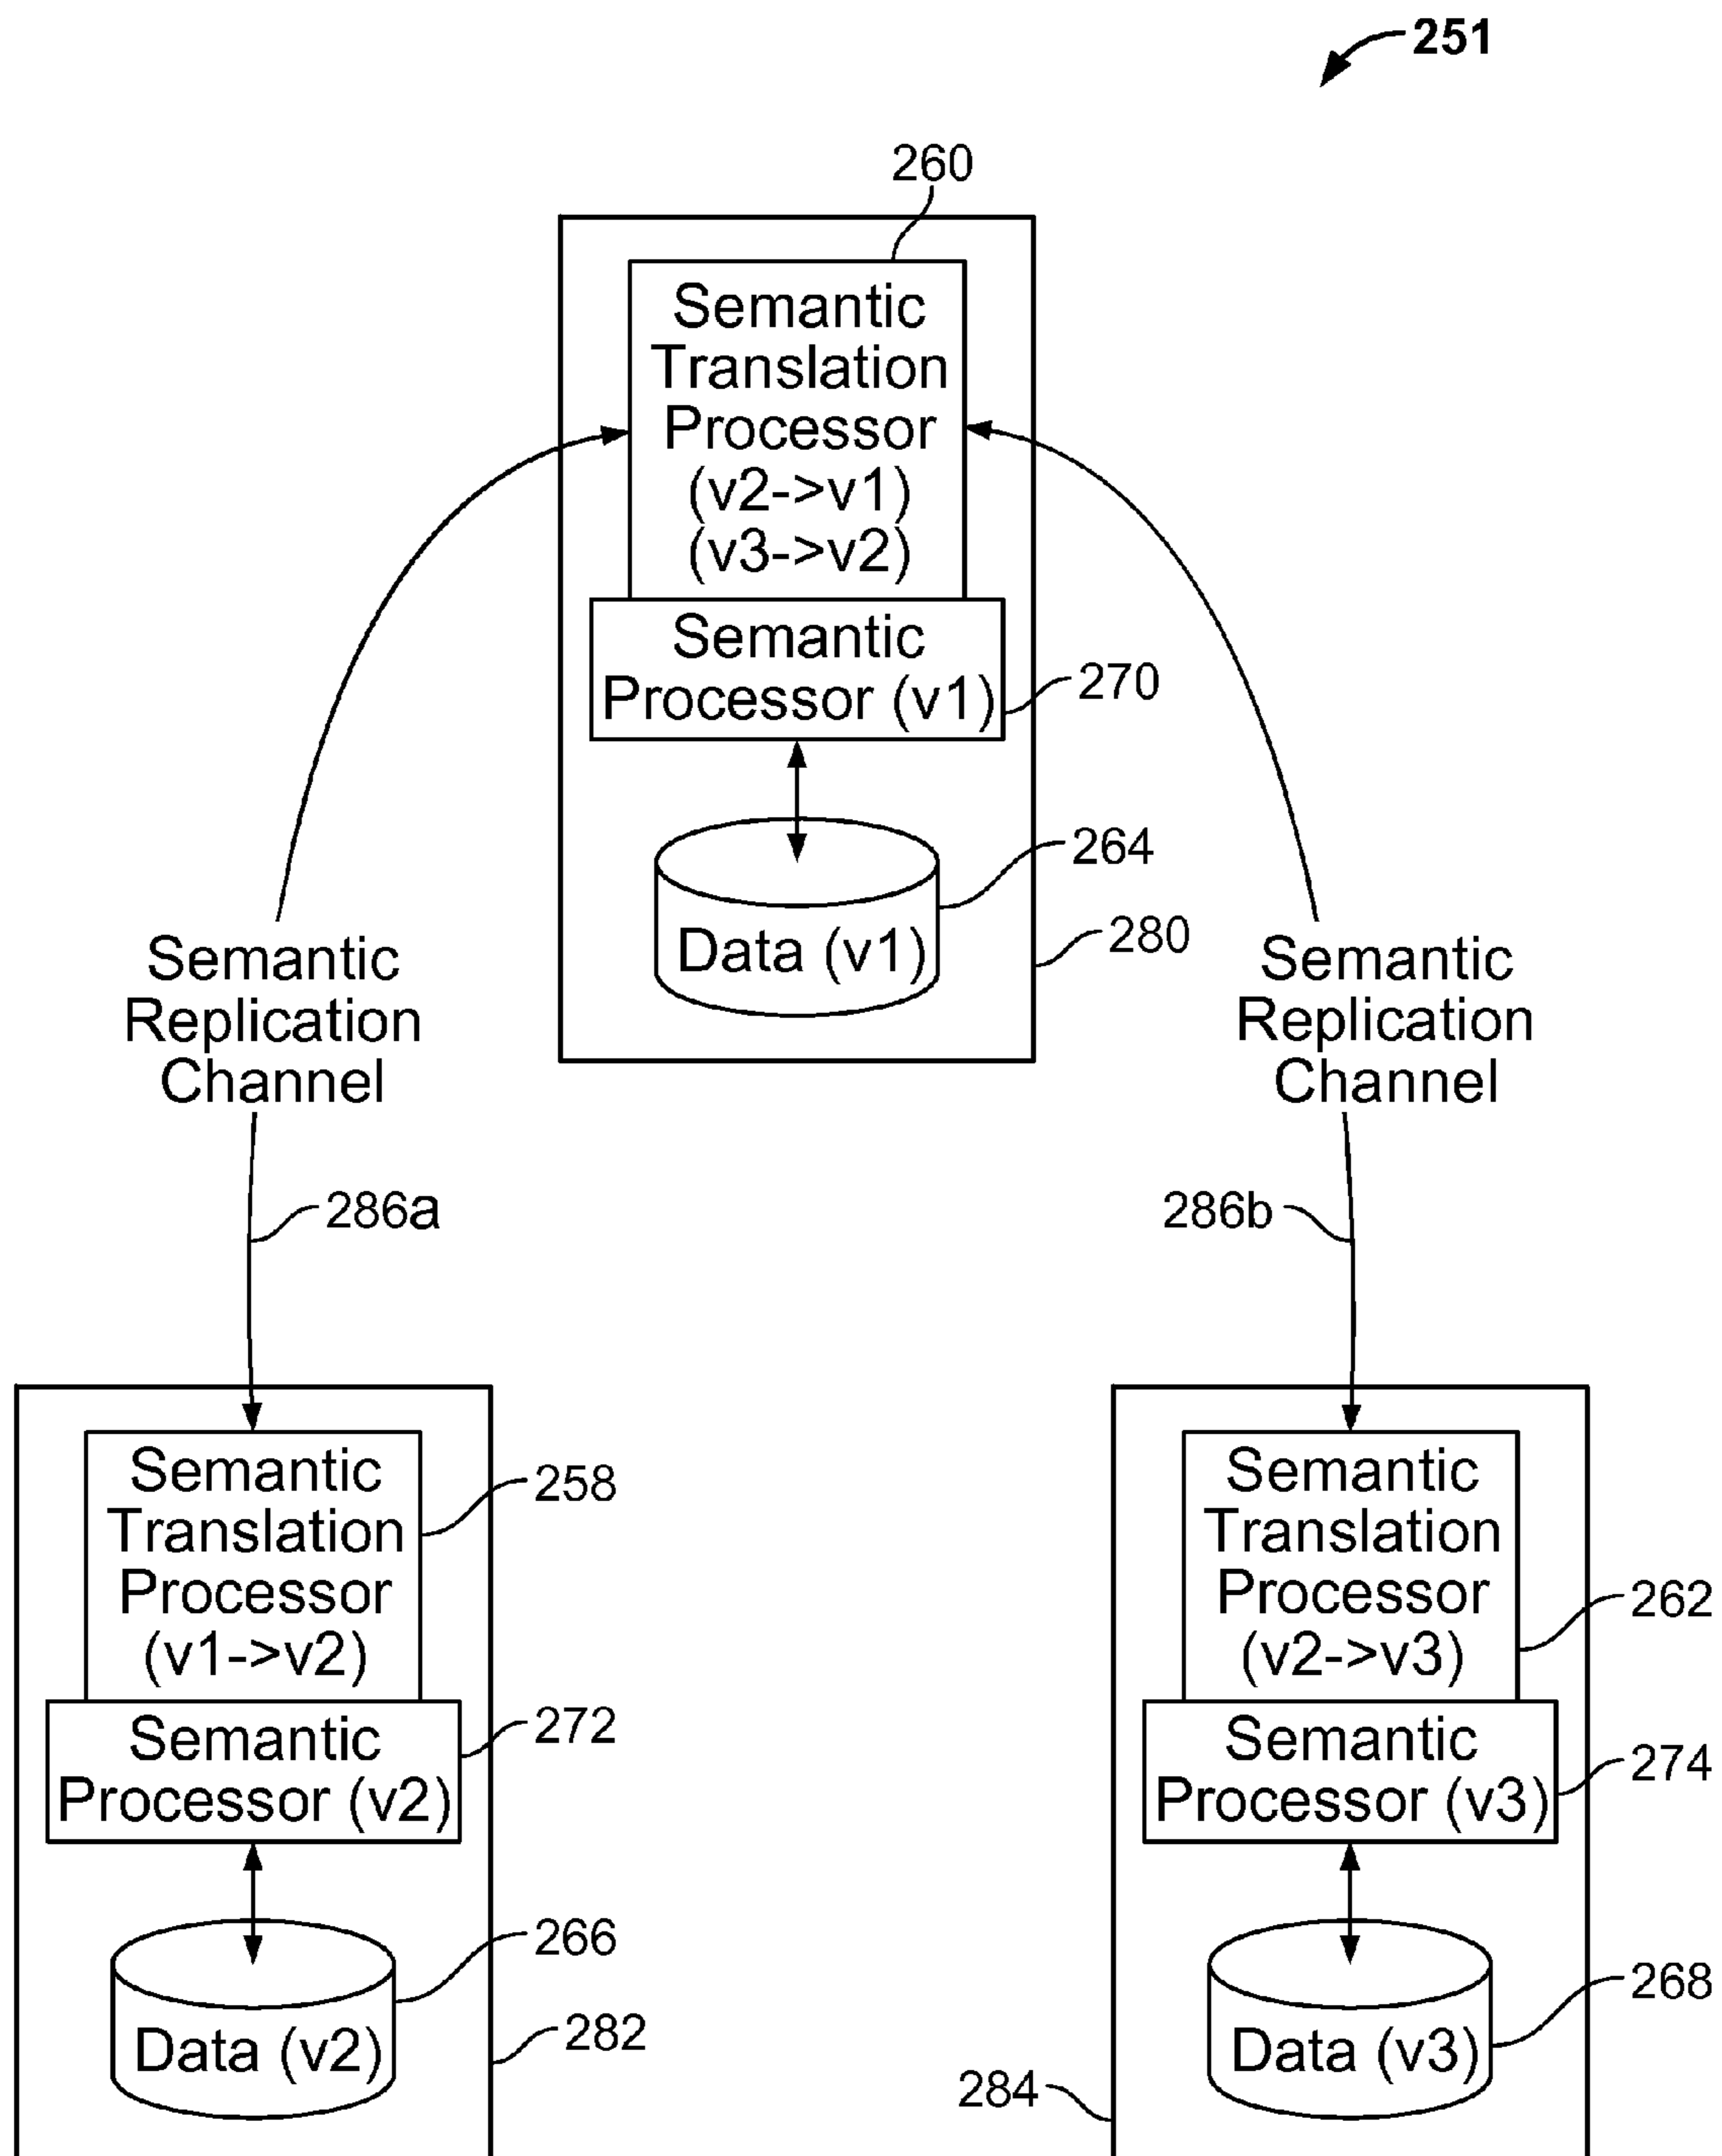 251
260
Semantic
Translation
Processor
(v2->v1)
(v3->v2)
Semantic
Processor (v1)
270
264
Data (v1)
280
Semantic
Replication
Channel
Semantic
Replication
Channel
286a
286b
Semantic
Translation
Processor
(v1->v2)
258
Semantic
Processor (v2)
272
266
Data (v2)
282
Semantic
Translation
Processor
(v2->v3)
262
Semantic
Processor (v3)
274
268
Data (v3)
284